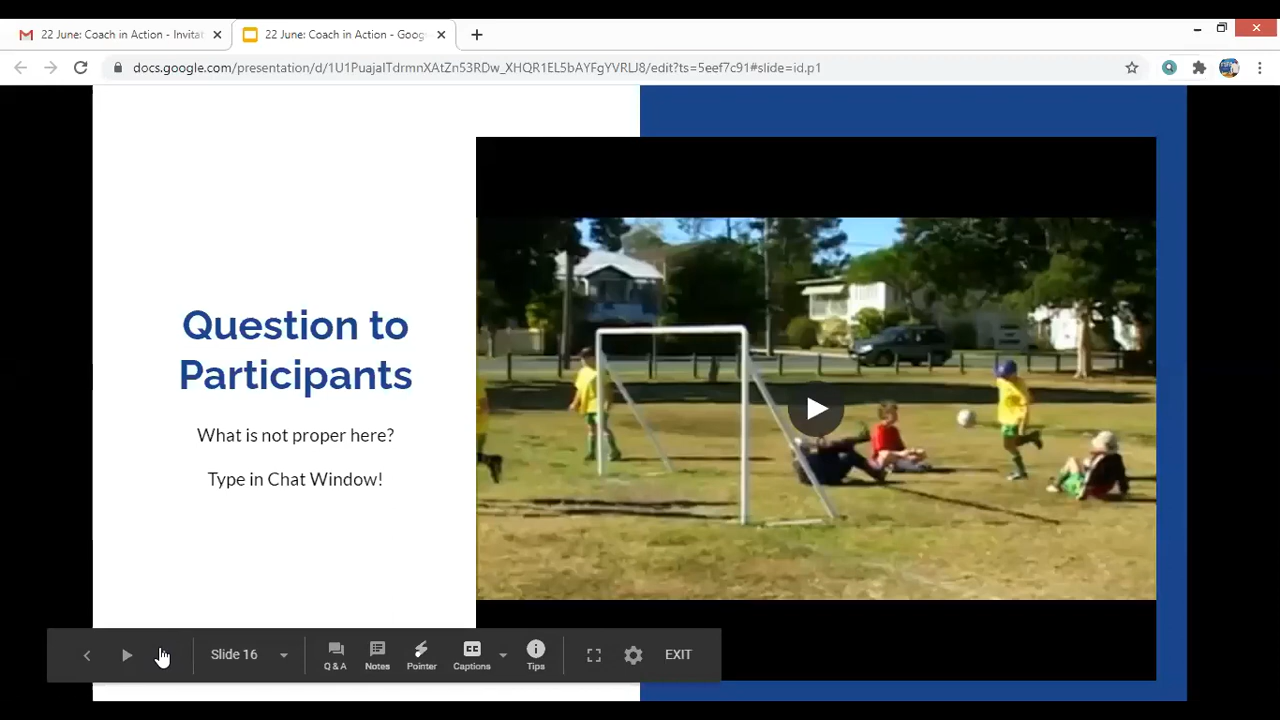 22 June: Coach in Action - Invitat
22 June: Coach in Action - Goog
docs.google.com/presentation/d/1U1PuajaITdrmnXAtZn53RDw_XHQR1EL5bAYFgYVRLJ8/edit?ts=5eef7c91#slide=id.p1
Question to
Participants
What is not proper here?
Type in Chat Window!
Slide 16
Q & A
Notes
Pointer
CC
Captions
Tips
EXIT